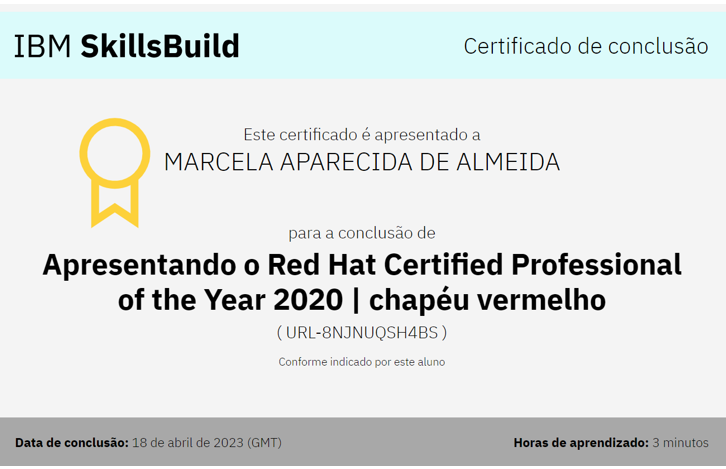 IBM SkillsBuild
Certificado de conclusão
Este certificado é apresentado a
MARCELA APARECIDA DE ALMEIDA
para a conclusão de
Apresentando o Red Hat Certified Professional
of the Year 2020 | chapéu vermelho
( URL-8NJNUQSH4BS )
Conforme indicado por este aluno
Data de conclusão: 18 de abril de 2023 (GMT)
Horas de aprendizado: 3 minutos